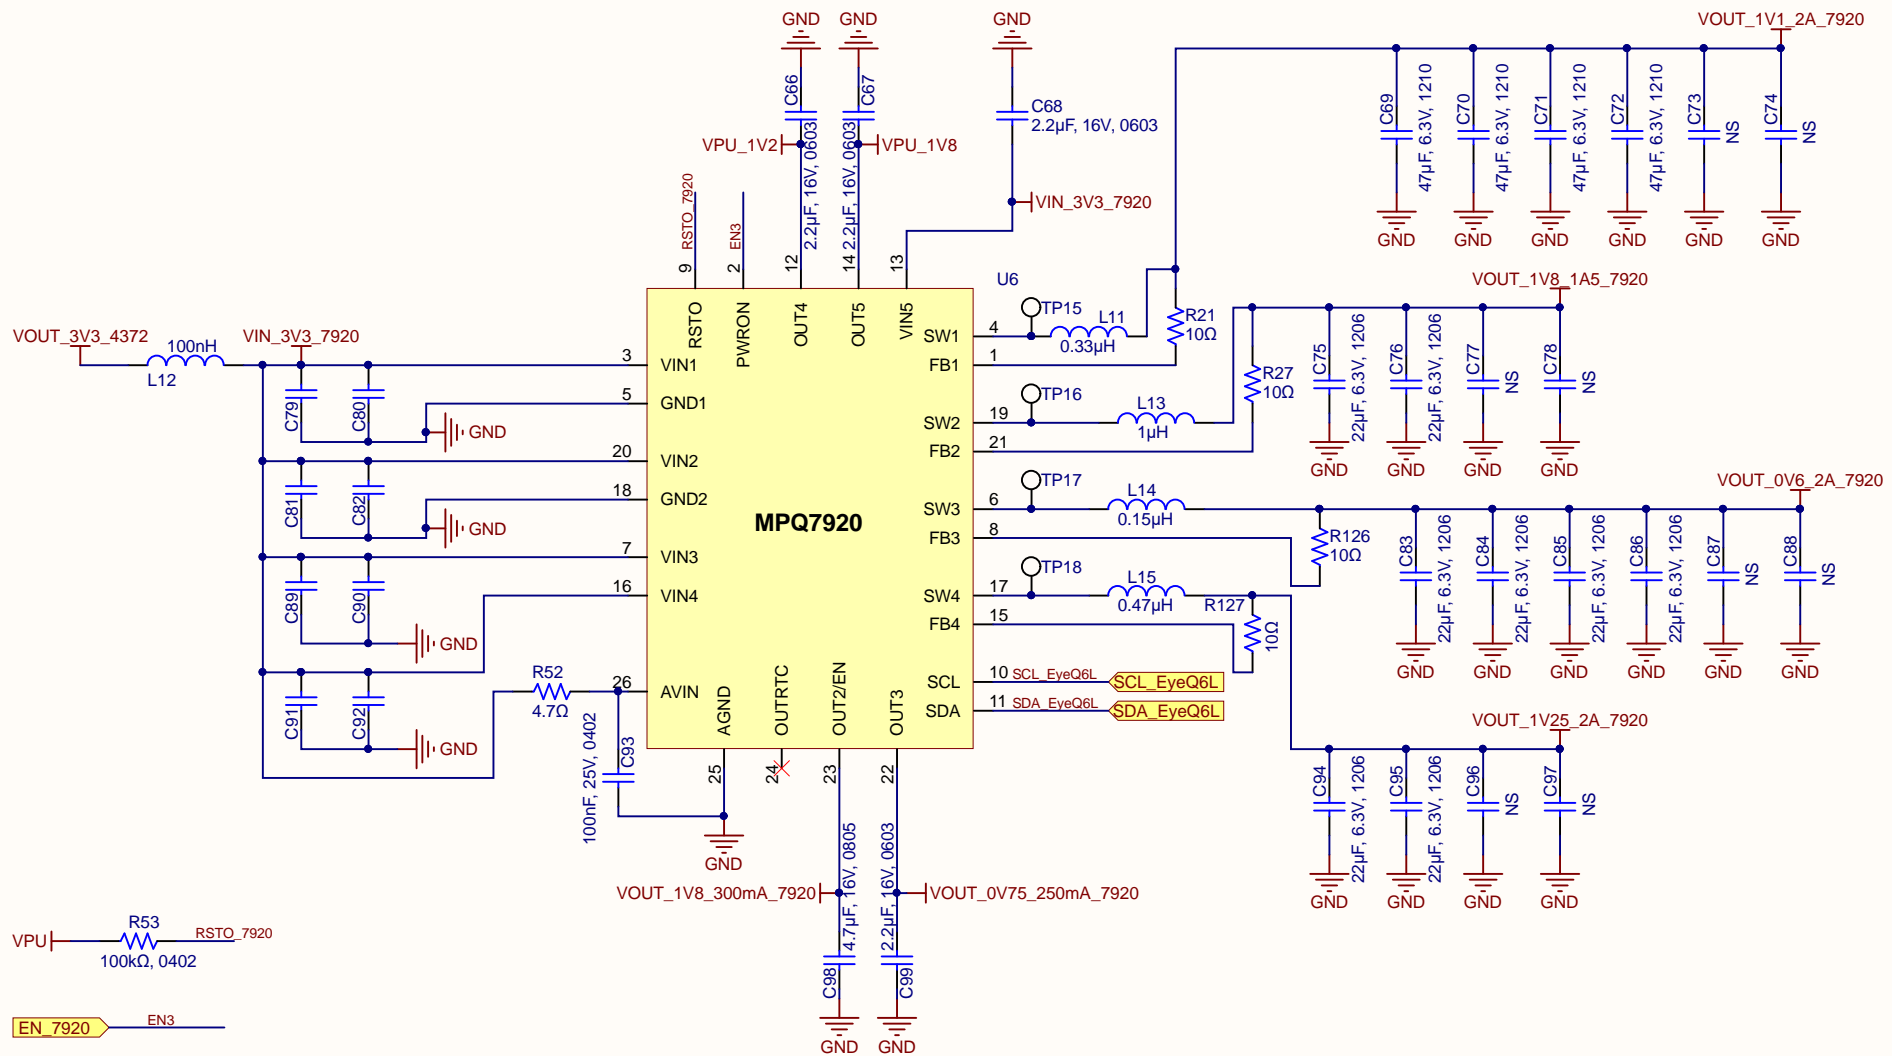 GND GND GND VOUT_1V1_2A_7920
C66 C67
C68
2.2µF, 16V, 0603
2.2µF, 16V, 0603
2.2µF, 16V, 0603
VPU_1V2
VPU_1V8
VIN_3V3_7920
C69 47µF, 6.3V, 1210
C70 47µF, 6.3V, 1210
C71 47µF, 6.3V, 1210
C72 47µF, 6.3V, 1210
C73 NS
C74 NS
GND GND GND GND GND GND
RSTO_7920
EN3
9 2 12 14 13
RSTO PWRON OUT4 OUT5 VIN5
U6
VOUT_3V3_4372
100nH
L12
VIN_3V3_7920
3 VIN1
5 GND1
20 VIN2
18 GND2
7 VIN3
16 VIN4
26 AVIN
C79 C80
GND
C81 C82
GND
C89 C90
GND
C91 C92
GND
R52
4.7Ω
C93
100nF, 25V, 0402
MPQ7920
SW1 4
FB1 1
SW2 19
FB2 21
SW3 6
FB3 8
SW4 17
FB4 15
SCL 10 SCL_EyeQ6L SCL_EyeQ6L
SDA 11 SDA_EyeQ6L SDA_EyeQ6L
TP15
L11
0.33µH
R21
10Ω
TP16
L13
1µH
R27
10Ω
TP17
L14
0.15µH
R126
10Ω
TP18
L15
0.47µH
R127
10Ω
VOUT_1V8_1A5_7920
C75 22µF, 6.3V, 1206
C76 22µF, 6.3V, 1206
C77 NS
C78 NS
GND GND GND GND
VOUT_0V6_2A_7920
C83 22µF, 6.3V, 1206
C84 22µF, 6.3V, 1206
C85 22µF, 6.3V, 1206
C86 22µF, 6.3V, 1206
C87 NS
C88 NS
GND GND GND GND GND GND
VOUT_1V25_2A_7920
C94 22µF, 6.3V, 1206
C95 22µF, 6.3V, 1206
C96 NS
C97 NS
GND GND GND GND
AGND OUTRTC OUT2/EN OUT3
25 24 23 22
GND
VOUT_1V8_300mA_7920
4.7µF, 16V, 0805
2.2µF, 16V, 0603
VOUT_0V75_250mA_7920
C98 C99
GND GND
VPU
R53
RSTO_7920
100kΩ, 0402
EN_7920
EN3